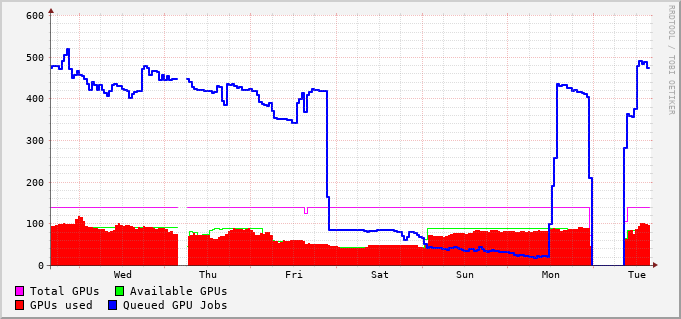 600
500
400
300
200
100
0
Wed Thu Fri Sat Sun Mon Tue
Total GPUs Available GPUs
GPUs used Queued GPU Jobs
RRDTOOL / TOBI OETIKER